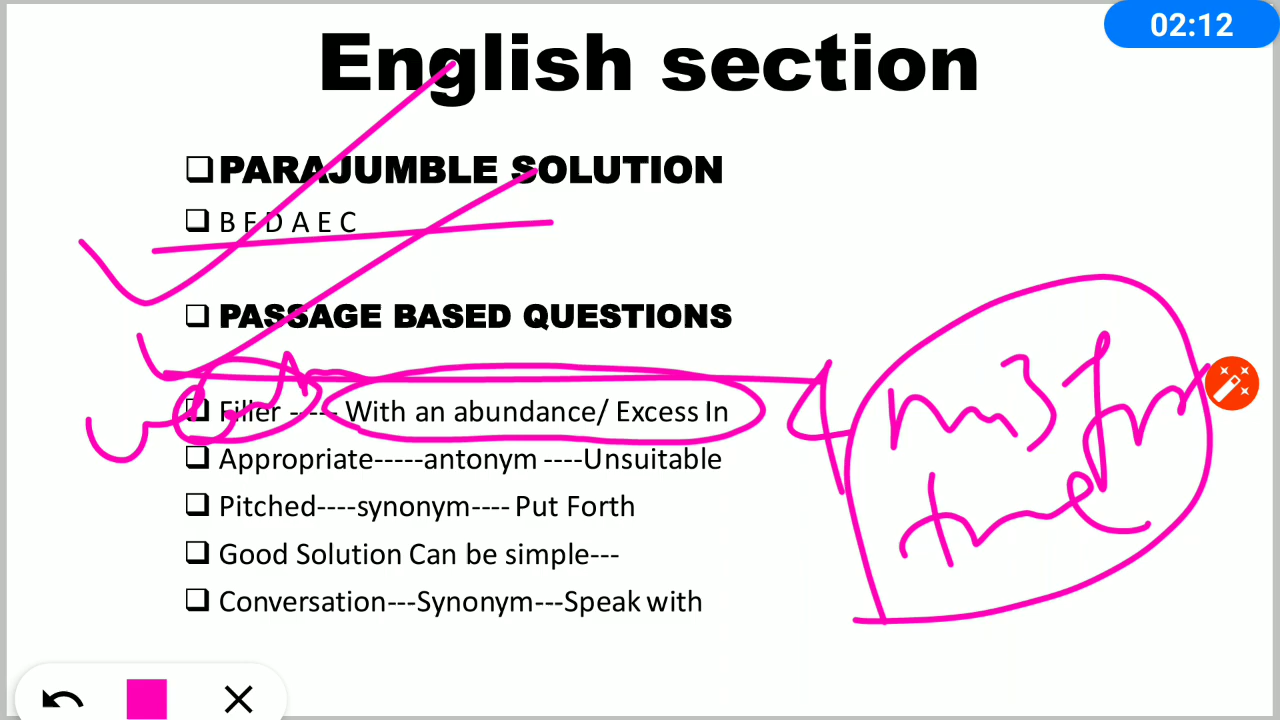 02:12
English section
PARAJUMBLE SOLUTION
B F D A E C
PASSAGE BASED QUESTIONS
Filler ----- With an abundance/ Excess In
Appropriate-----antonym ----Unsuitable
Pitched----synonym---- Put Forth
Good Solution Can be simple---
Conversation---Synonym---Speak with